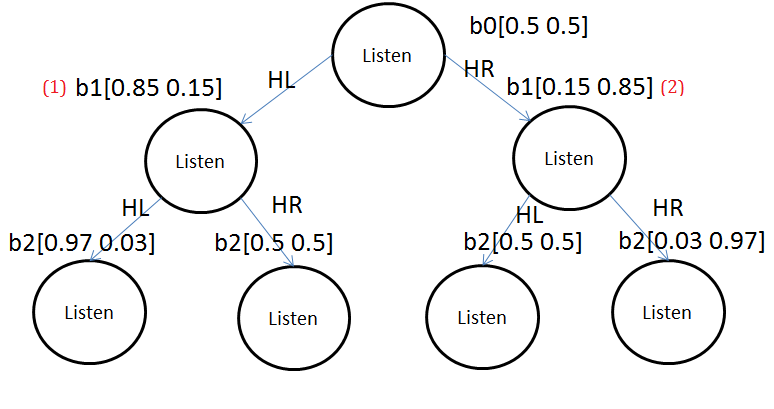 b0[0.5 0.5]
Listen
HL
HR
(1) b1[0.85 0.15]
b1[0.15 0.85] (2)
Listen
Listen
HL
HR
HL
HR
b2[0.97 0.03]
b2[0.5 0.5]
b2[0.5 0.5]
b2[0.03 0.97]
Listen
Listen
Listen
Listen